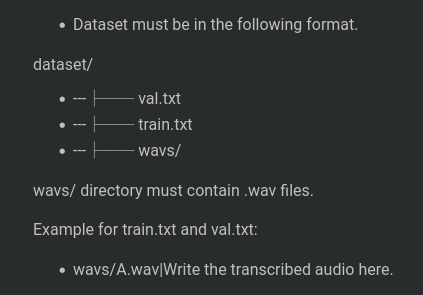 • Dataset must be in the following format.
dataset/
• --- ├─── val.txt
• --- ├─── train.txt
• --- ├─── wavs/
wavs/ directory must contain .wav files.
Example for train.txt and val.txt:
• wavs/A.wav|Write the transcribed audio here.